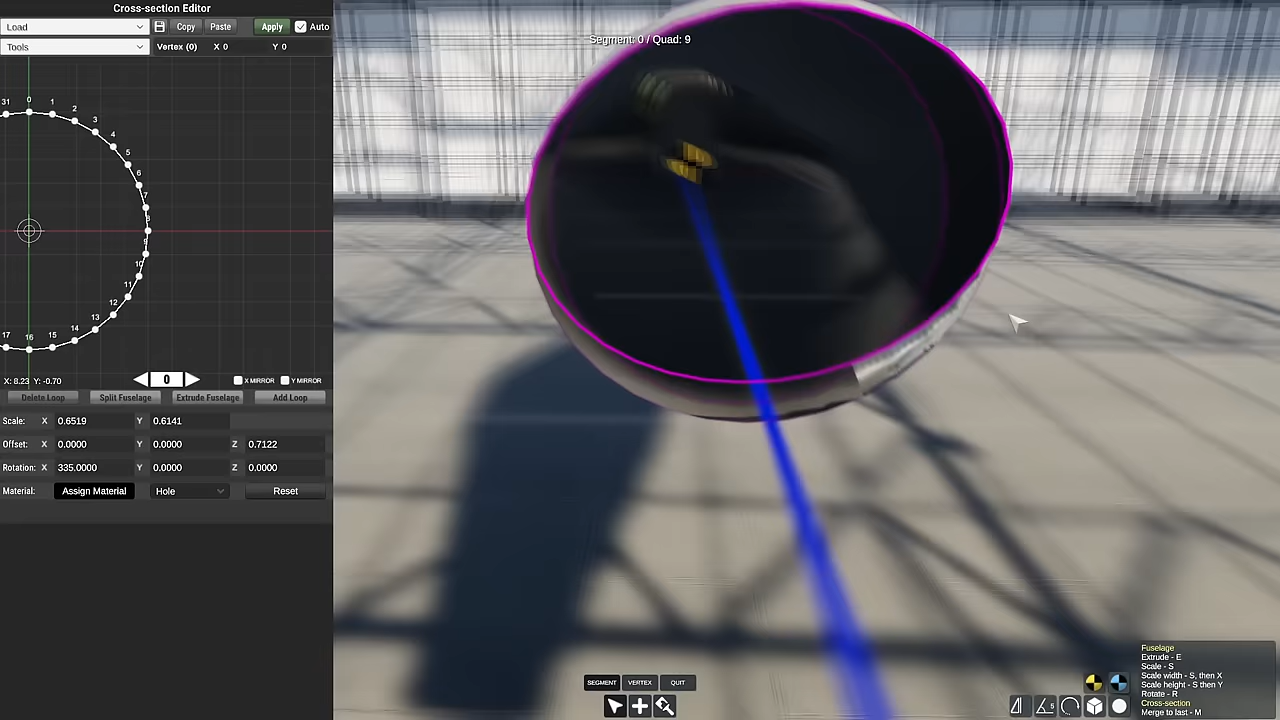 Cross-section Editor
Load Copy Paste Apply Auto
Tools Vertex (0) X 0 Y 0
Segment: 0 / Quad: 9
31 0 1 2 3 4 5 6 7 8 9 10 11 12 13 14 15 16 17
X: 8.23 Y: -0.70 0 X MIRROR Y MIRROR
Delete Loop Split Fuselage Extrude Fuselage Add Loop
Scale: X 0.6519 Y 0.6141
Offset: X 0.0000 Y 0.0000 Z 0.7122
Rotation: X 335.0000 Y 0.0000 Z 0.0000
Material: Assign Material Hole Reset
SEGMENT VERTEX QUIT
Fuselage
Extrude - E
Scale - S
Scale width - S, then X
Scale height - S then Y
Rotate - R
Cross-section
Merge to last - M
5